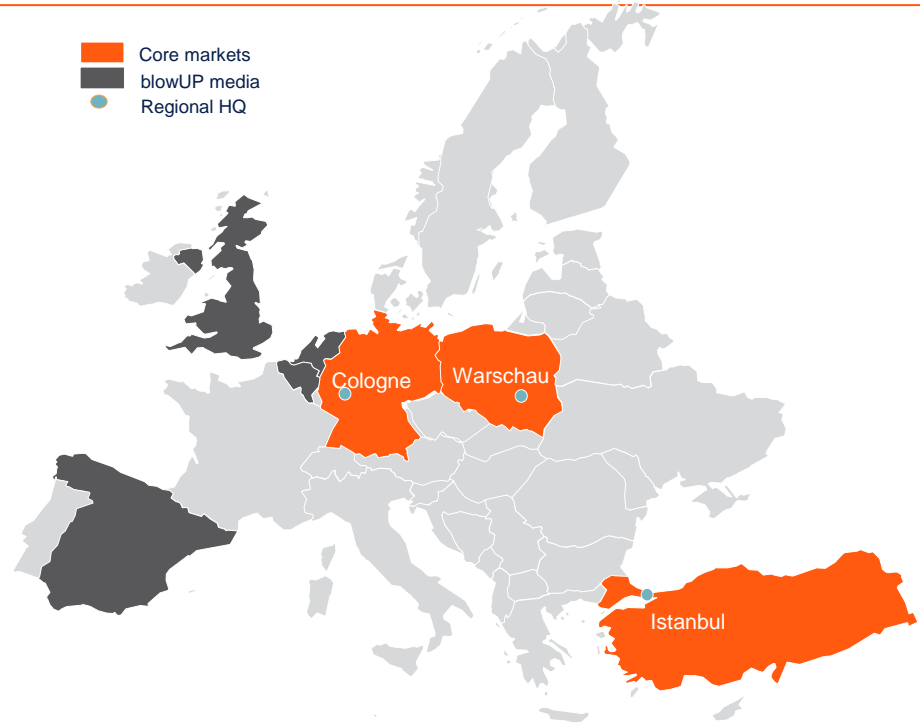 Core markets
blowUP media
Regional HQ
Cologne
Warschau
Istanbul